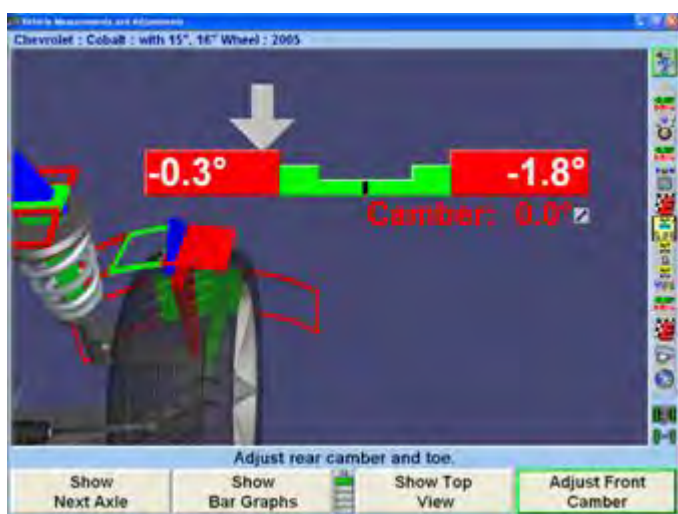 Vehicle Measurements and Adjustments
Chevrolet : Cobalt : with 15", 16" Wheel : 2005
-0.3°
-1.8°
Camber: 0.0°
Adjust rear camber and toe.
Show
Next Axle
Show
Bar Graphs
Show Top
View
Adjust Front
Camber